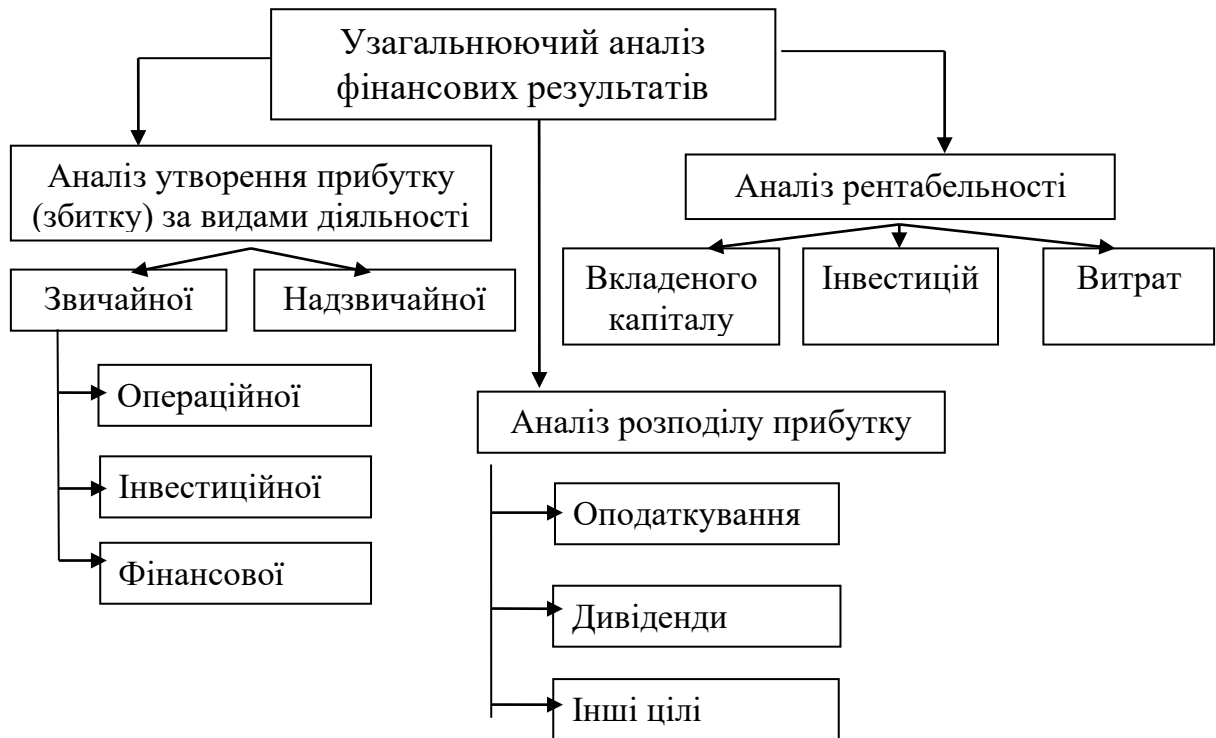 Узагальнюючий аналіз
фінансових результатів
Аналіз утворення прибутку
(збитку) за видами діяльності
Аналіз рентабельності
Звичайної
Надзвичайної
Вкладеного
капіталу
Інвестицій
Витрат
Операційної
Інвестиційної
Фінансової
Аналіз розподілу прибутку
Оподаткування
Дивіденди
Інші цілі